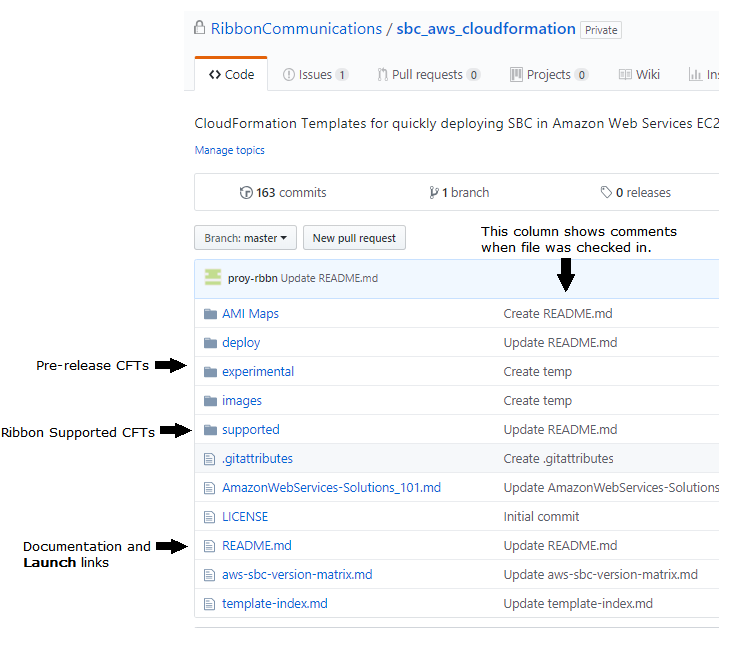 RibbonCommunications / sbc_aws_cloudformation Private
Code Issues 1 Pull requests 0 Projects 0 Wiki
CloudFormation Templates for quickly deploying SBC in Amazon Web Services EC2
Manage topics
163 commits 1 branch 0 releases
Branch: master New pull request
This column shows comments
when file was checked in.
proy-rbbn Update README.md
AMI Maps Create README.md
deploy Update README.md
Pre-release CFTs experimental Create temp
images Create temp
Ribbon Supported CFTs supported Update README.md
.gitattributes Create .gitattributes
AmazonWebServices-Solutions_101.md Update AmazonWebServices-Solutions
LICENSE Initial commit
Documentation and README.md Update README.md
Launch links
aws-sbc-version-matrix.md Update aws-sbc-version-matrix.md
template-index.md Update template-index.md